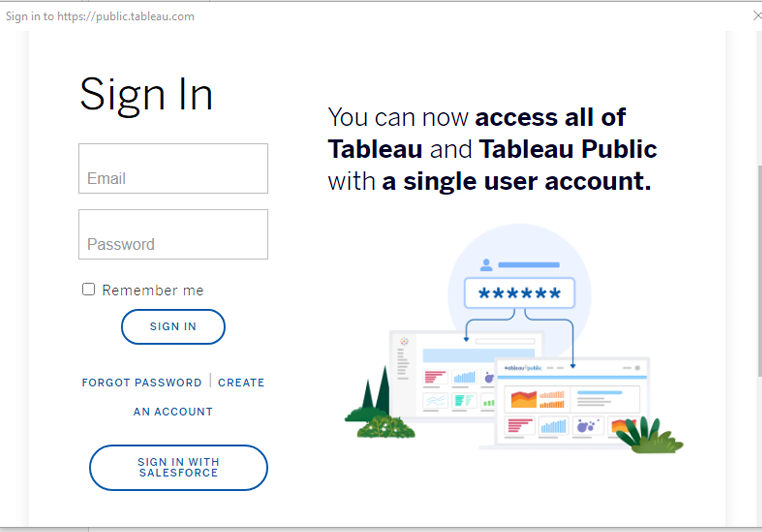 Sign in to https://public.tableau.com
Sign In
Email
Password
Remember me
SIGN IN
FORGOT PASSWORD | CREATE
AN ACCOUNT
SIGN IN WITH
SALESFORCE
You can now access all of
Tableau and Tableau Public
with a single user account.
******
+ableau public